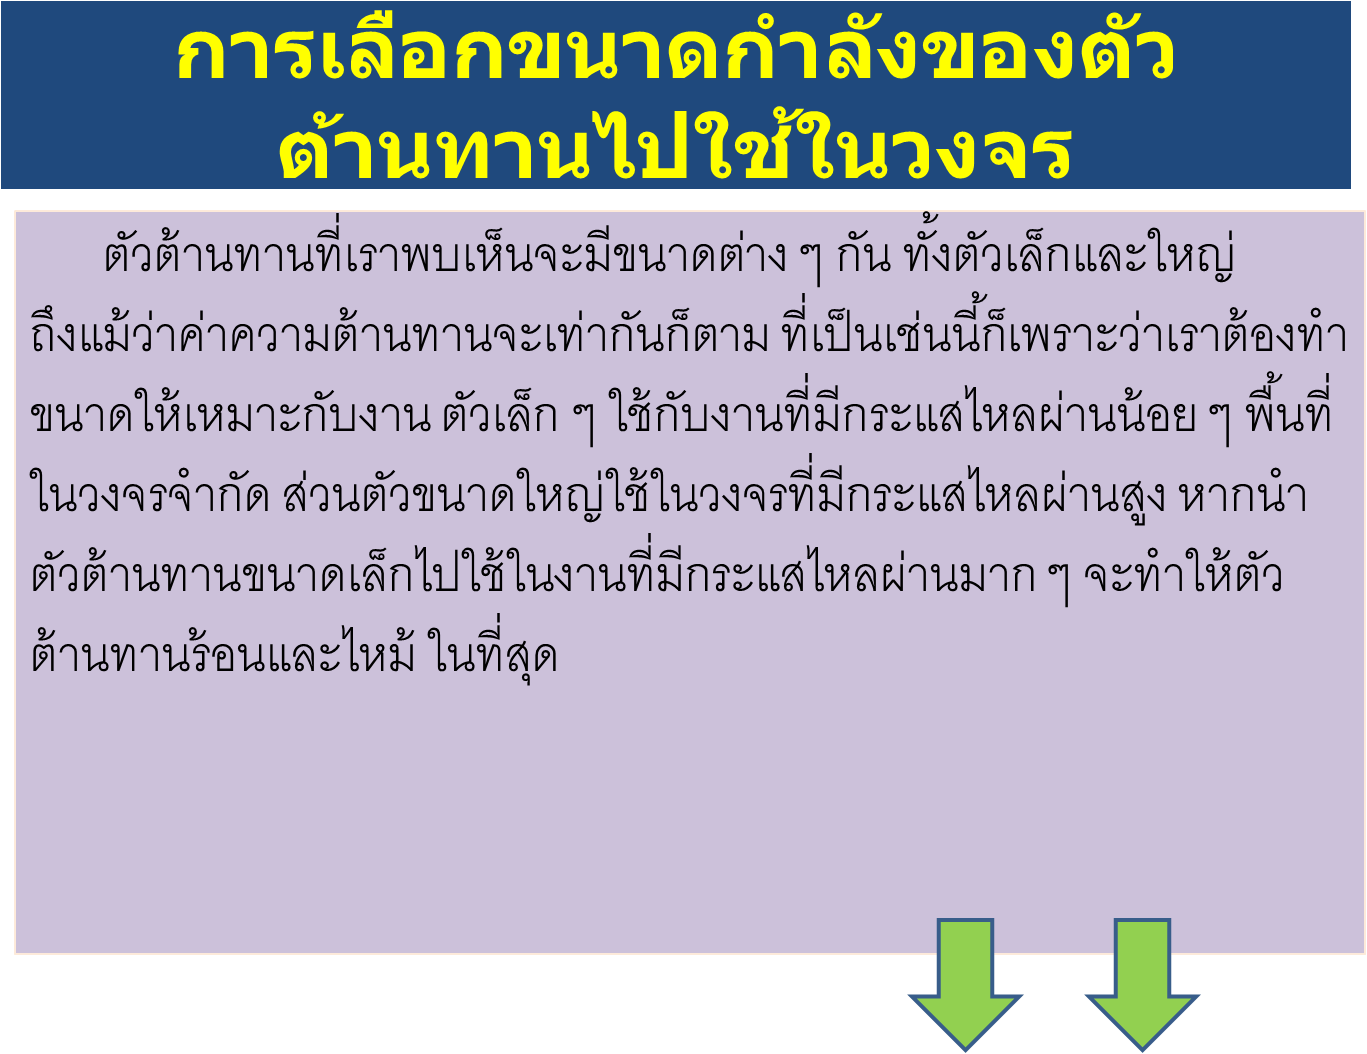 การเลือกขนาดกำลังของตัว
ต้านทานไปใช้ในวงจร
ตัวต้านทานที่เราพบเห็นจะมีขนาดต่าง ๆ กัน ทั้งตัวเล็กและใหญ่
ถึงแม้ว่าค่าความต้านทานจะเท่ากันก็ตาม ที่เป็นเช่นนี้ก็เพราะว่าเราต้องทำ
ขนาดให้เหมาะกับงาน ตัวเล็ก ๆ ใช้กับงานที่มีกระแสไหลผ่านน้อย ๆ พื้นที่
ในวงจรจำกัด ส่วนตัวขนาดใหญ่ใช้ในวงจรที่มีกระแสไหลผ่านสูง หากนำ
ตัวต้านทานขนาดเล็กไปใช้ในงานที่มีกระแสไหลผ่านมาก ๆ จะทำให้ตัว
ต้านทานร้อนและไหม้ ในที่สุด